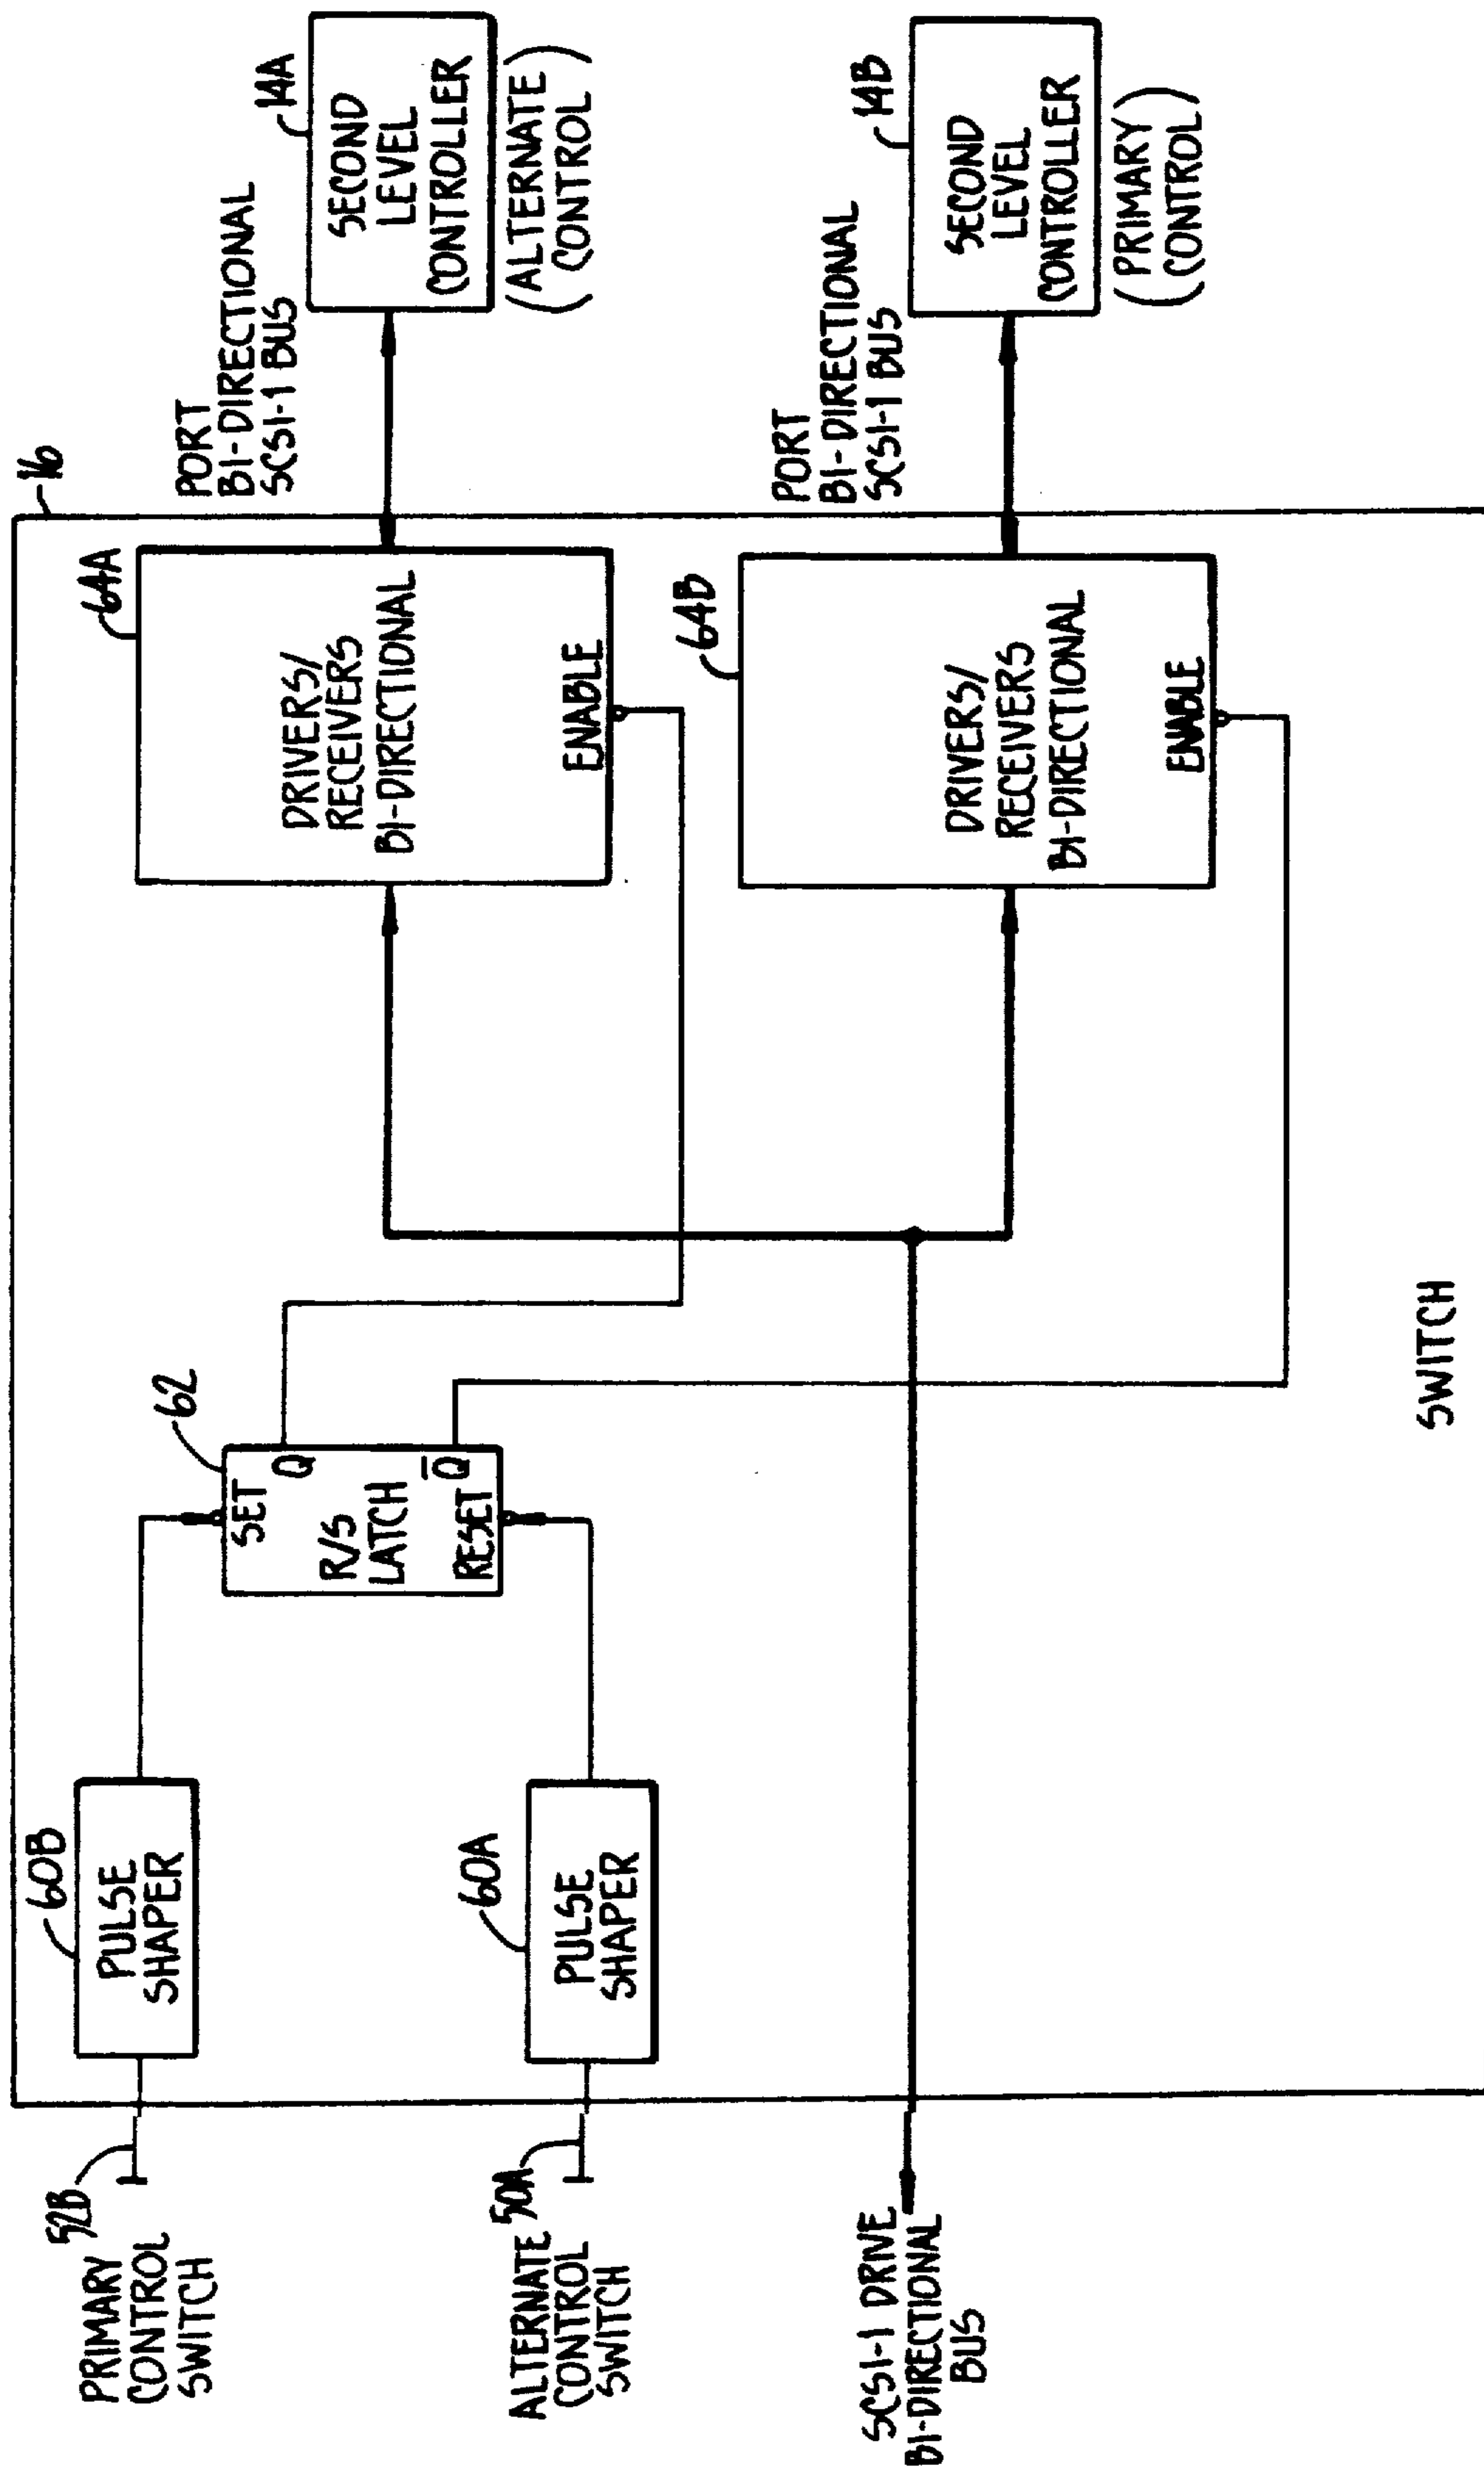 PRIMARY
CONTROL
SWITCH
52B
60B
PULSE
SHAPER
ALTERNATE
CONTROL
SWITCH
50A
60A
PULSE
SHAPER
SCSI-1 DRIVE
BI-DIRECTIONAL
BUS
62
SET
Q
R/S
LATCH
Q̅
RESET
16
64A
DRIVERS/
RECEIVERS
BI-DIRECTIONAL
ENABLE
64B
DRIVERS/
RECEIVERS
BI-DIRECTIONAL
ENABLE
PORT
BI-DIRECTIONAL
SCSI-1 BUS
14A
SECOND
LEVEL
CONTROLLER
(ALTERNATE)
(CONTROL)
PORT
BI-DIRECTIONAL
SCSI-1 BUS
14B
SECOND
LEVEL
CONTROLLER
(PRIMARY)
(CONTROL)
SWITCH